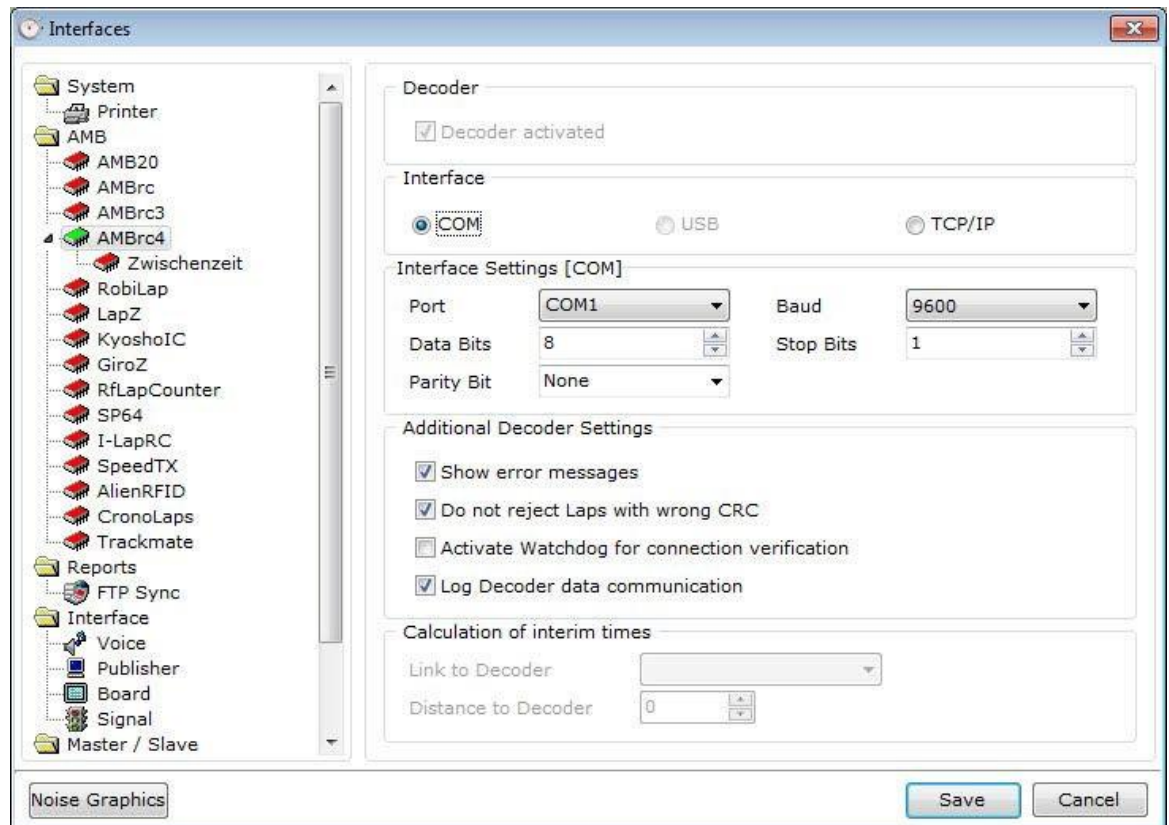 Interfaces
System
Printer
AMB
AMB20
AMBrc
AMBrc3
AMBrc4
Zwischenzeit
RobiLap
LapZ
KyoshoIC
GiroZ
RfLapCounter
SP64
I-LapRC
SpeedTX
AlienRFID
CronoLaps
Trackmate
Reports
FTP Sync
Interface
Voice
Publisher
Board
Signal
Master / Slave
Decoder
Decoder activated
Interface
COM USB TCP/IP
Interface Settings [COM]
Port COM1 Baud 9600
Data Bits 8 Stop Bits 1
Parity Bit None
Additional Decoder Settings
Show error messages
Do not reject Laps with wrong CRC
Activate Watchdog for connection verification
Log Decoder data communication
Calculation of interim times
Link to Decoder
Distance to Decoder 0
Noise Graphics Save Cancel